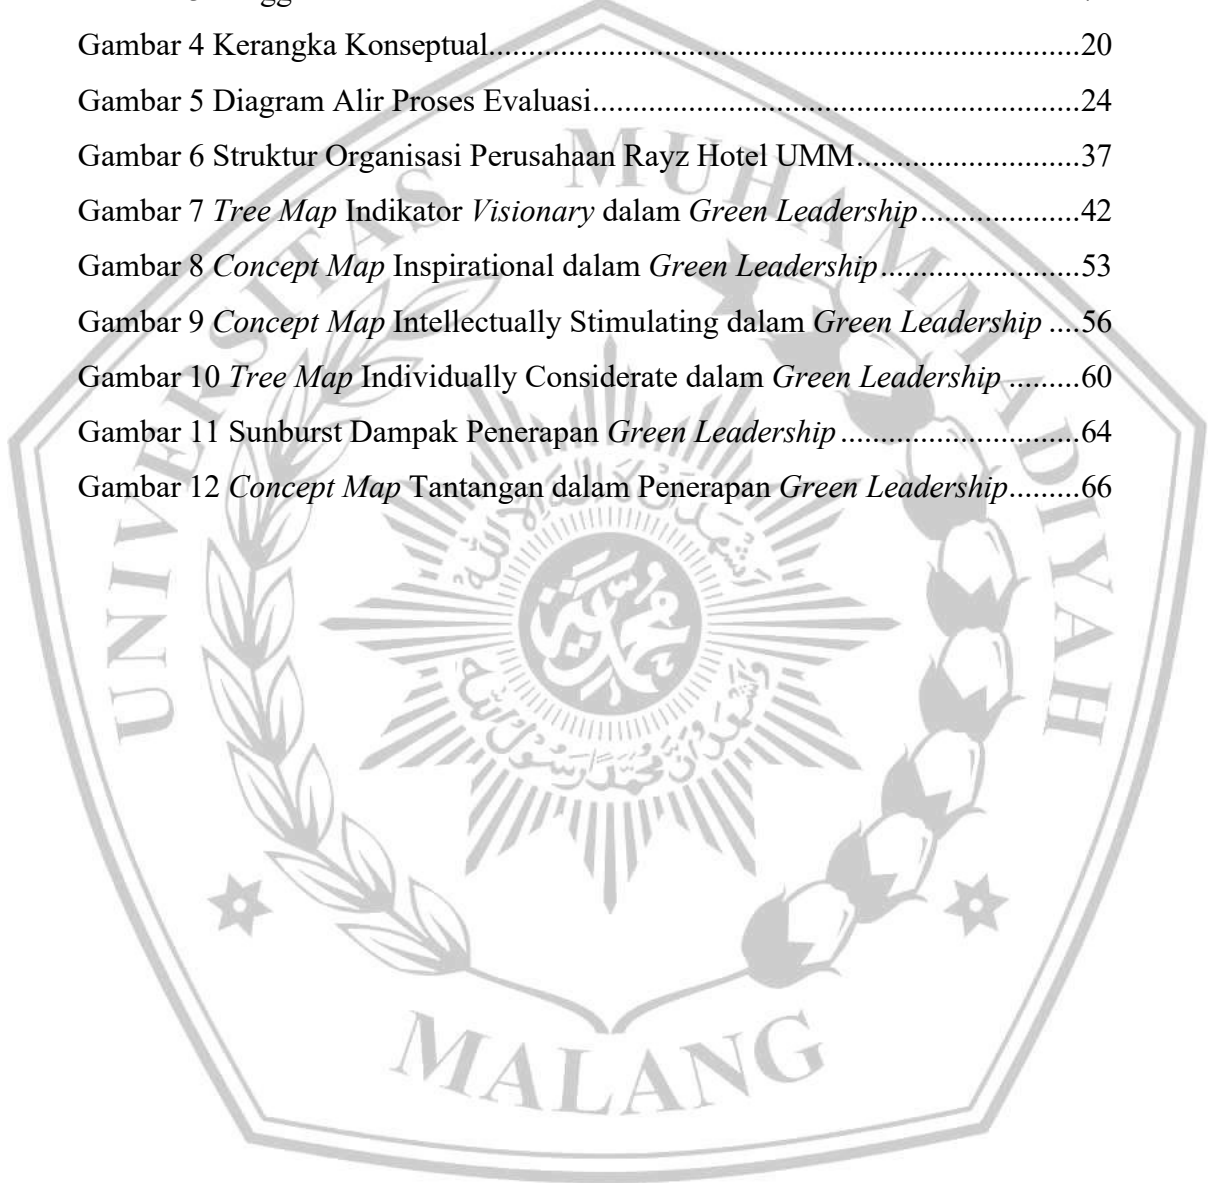 Gambar 4 Kerangka Konseptual..........................................................................20
Gambar 5 Diagram Alir Proses Evaluasi.............................................................24
Gambar 6 Struktur Organisasi Perusahaan Rayz Hotel UMM............................37
Gambar 7 Tree Map Indikator Visionary dalam Green Leadership....................42
Gambar 8 Concept Map Inspirational dalam Green Leadership.........................53
Gambar 9 Concept Map Intellectually Stimulating dalam Green Leadership ....56
Gambar 10 Tree Map Individually Considerate dalam Green Leadership .........60
Gambar 11 Sunburst Dampak Penerapan Green Leadership..............................64
Gambar 12 Concept Map Tantangan dalam Penerapan Green Leadership.........66
UNIVERSITAS MUHAMMADIYAH
MALANG